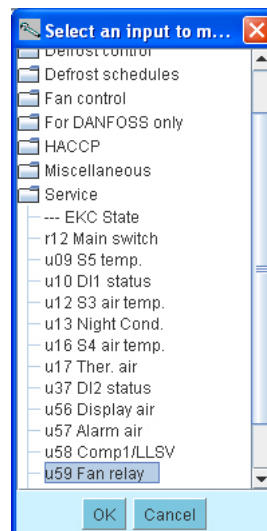 Select an input to m...
Defrost control
Defrost schedules
Fan control
For DANFOSS only
HACCP
Miscellaneous
Service
--- EKC State
r12 Main switch
u09 S5 temp.
u10 DI1 status
u12 S3 air temp.
u13 Night Cond.
u16 S4 air temp.
u17 Ther. air
u37 DI2 status
u56 Display air
u57 Alarm air
u58 Comp1/LLSV
u59 Fan relay
OK Cancel